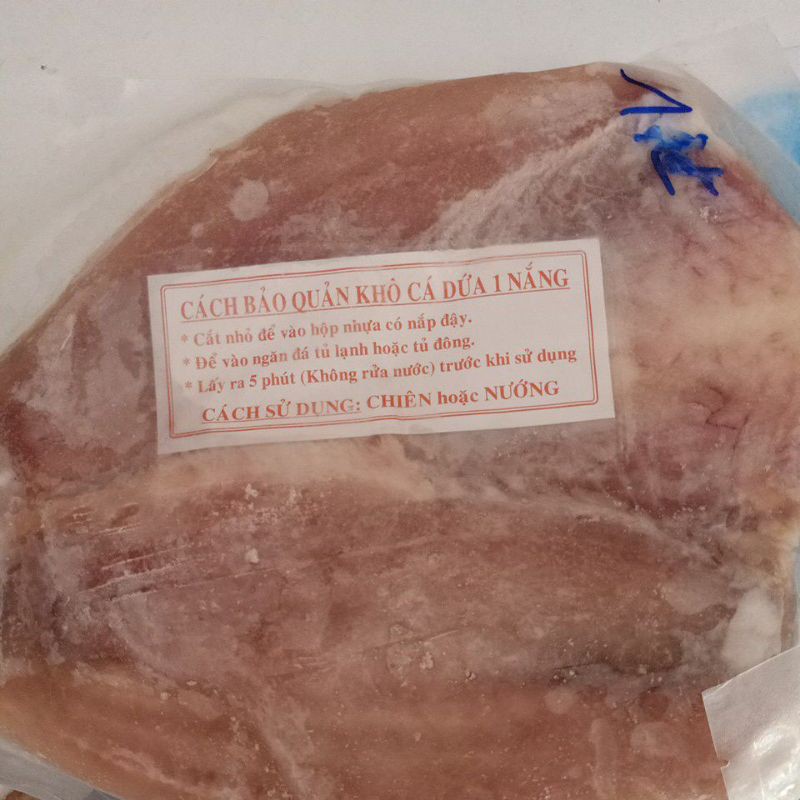 CÁCH BẢO QUẢN KHÔ CÁ DỨA 1 NẮNG
* Cắt nhỏ để vào hộp nhựa có nắp đậy.
* Để vào ngăn đá tủ lạnh hoặc tủ đông.
* Lấy ra 5 phút (Không rửa nước) trước khi sử dụng
CÁCH SỬ DỤNG: CHIÊN hoặc NƯỚNG